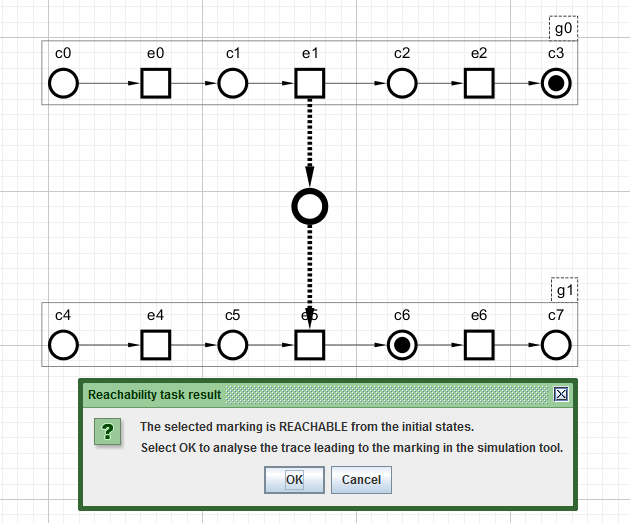 g0
c0 e0 c1 e1 c2 e2 c3
g1
c4 e4 c5 e5 c6 e6 c7
Reachability task result
?
The selected marking is REACHABLE from the initial states.
Select OK to analyse the trace leading to the marking in the simulation tool.
OK Cancel